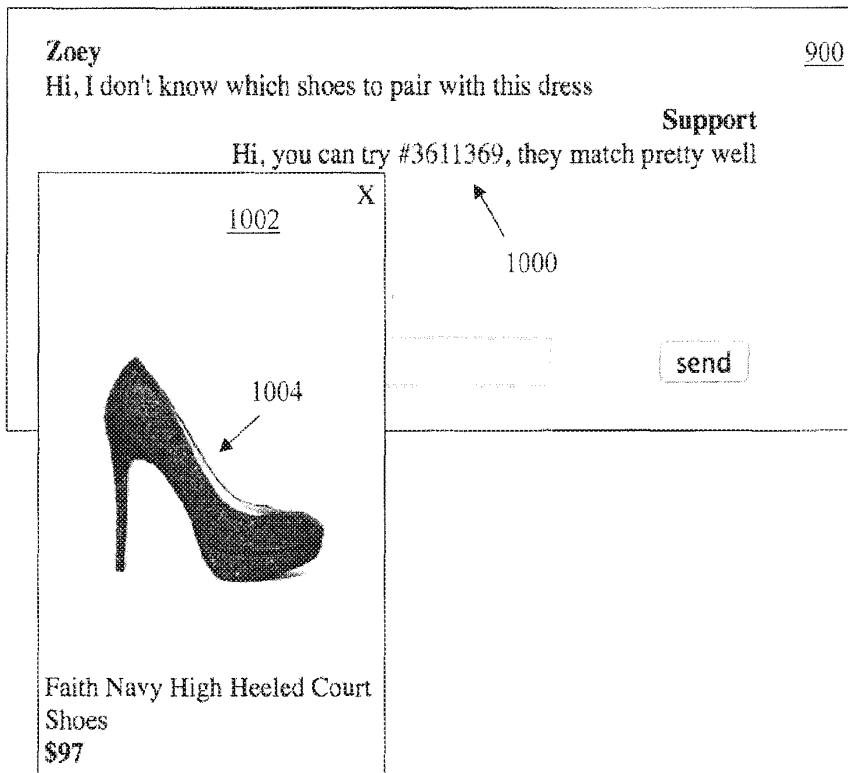 Zoey
900
Hi, I don't know which shoes to pair with this dress
Support
Hi, you can try #3611369, they match pretty well
X
1002
1000
send
1004
Faith Navy High Heeled Court
Shoes
$97